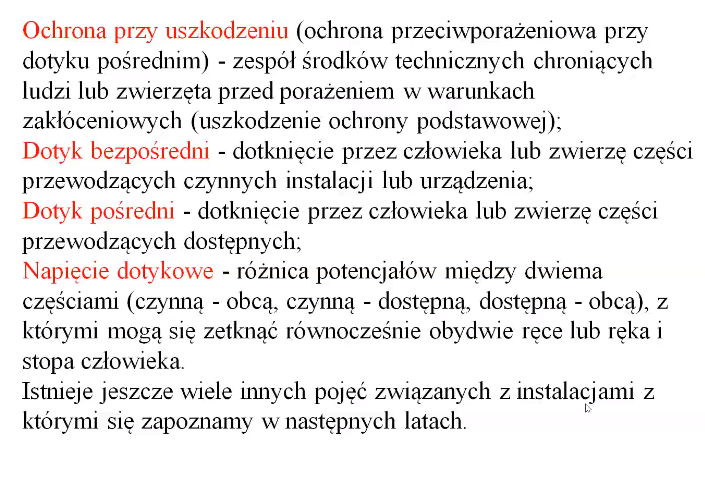 Ochrona przy uszkodzeniu (ochrona przeciwporażeniowa przy
dotyku pośrednim) - zespół środków technicznych chroniących
ludzi lub zwierzęta przed porażeniem w warunkach
zakłóceniowych (uszkodzenie ochrony podstawowej);
Dotyk bezpośredni - dotknięcie przez człowieka lub zwierzę części
przewodzących czynnych instalacji lub urządzenia;
Dotyk pośredni - dotknięcie przez człowieka lub zwierzę części
przewodzących dostępnych;
Napięcie dotykowe - różnica potencjałów między dwiema
częściami (czynną - obcą, czynną - dostępną, dostępną - obcą), z
którymi mogą się zetknąć równocześnie obydwie ręce lub ręka i
stopa człowieka.
Istnieje jeszcze wiele innych pojęć związanych z instalacjami z
którymi się zapoznamy w następnych latach.